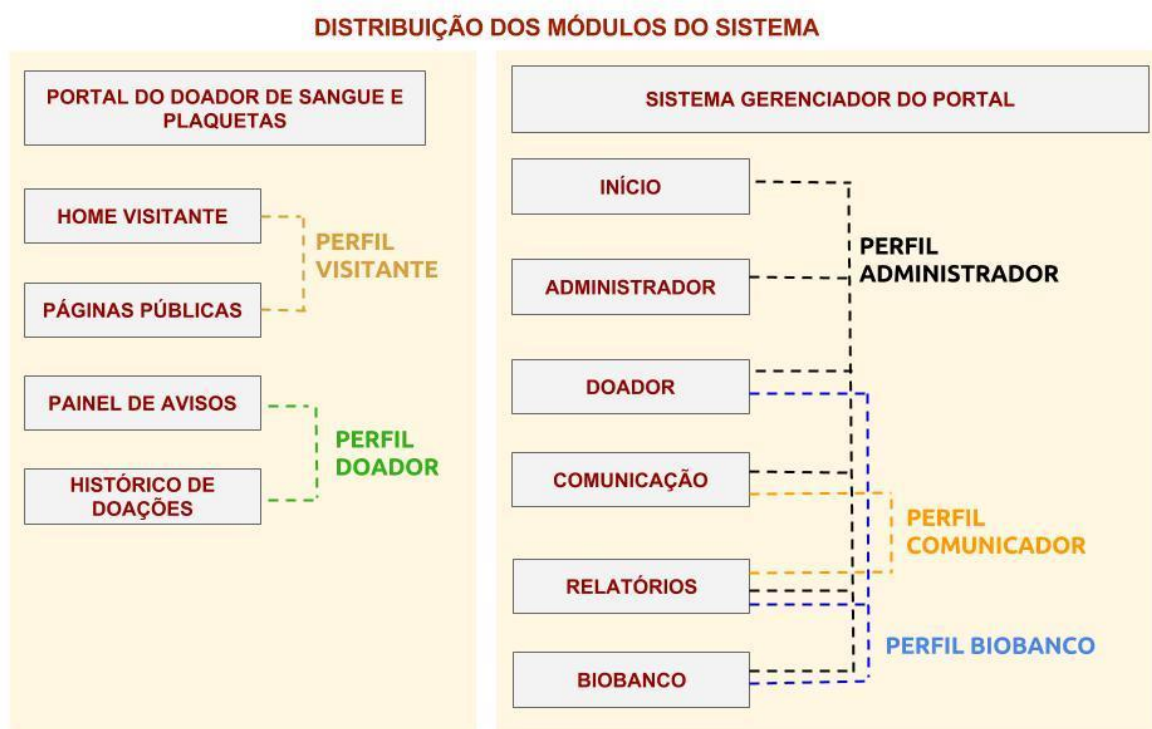 DISTRIBUIÇÃO DOS MÓDULOS DO SISTEMA
PORTAL DO DOADOR DE SANGUE E
PLAQUETAS
HOME VISITANTE
PÁGINAS PÚBLICAS
PERFIL
VISITANTE
PAINEL DE AVISOS
HISTÓRICO DE
DOAÇÕES
PERFIL
DOADOR
SISTEMA GERENCIADOR DO PORTAL
INÍCIO
ADMINISTRADOR
PERFIL
ADMINISTRADOR
DOADOR
COMUNICAÇÃO
PERFIL
COMUNICADOR
RELATÓRIOS
PERFIL BIOBANCO
BIOBANCO